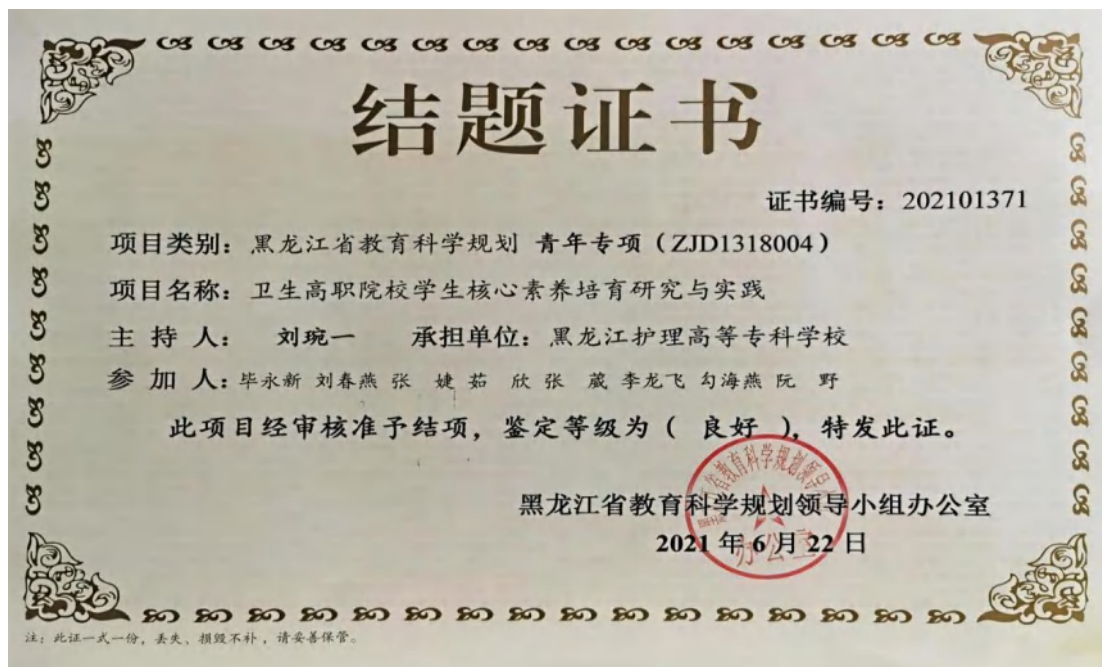 结题证书
证书编号：202101371
项目类别：黑龙江省教育科学规划 青年专项（ZJD1318004）
项目名称：卫生高职院校学生核心素养培育研究与实践
主 持 人： 刘琬一 承担单位：黑龙江护理高等专科学校
参 加 人：毕永新 刘春燕 张 婕 茹 欣 张 葳 李龙飞 勾海燕 阮 野
此项目经审核准予结项，鉴定等级为（ 良好 ），特发此证。
黑龙江省教育科学规划领导小组办公室
2021 年 6 月 22 日
办公室
注：此证一式一份，丢失、损毁不补，请妥善保管。